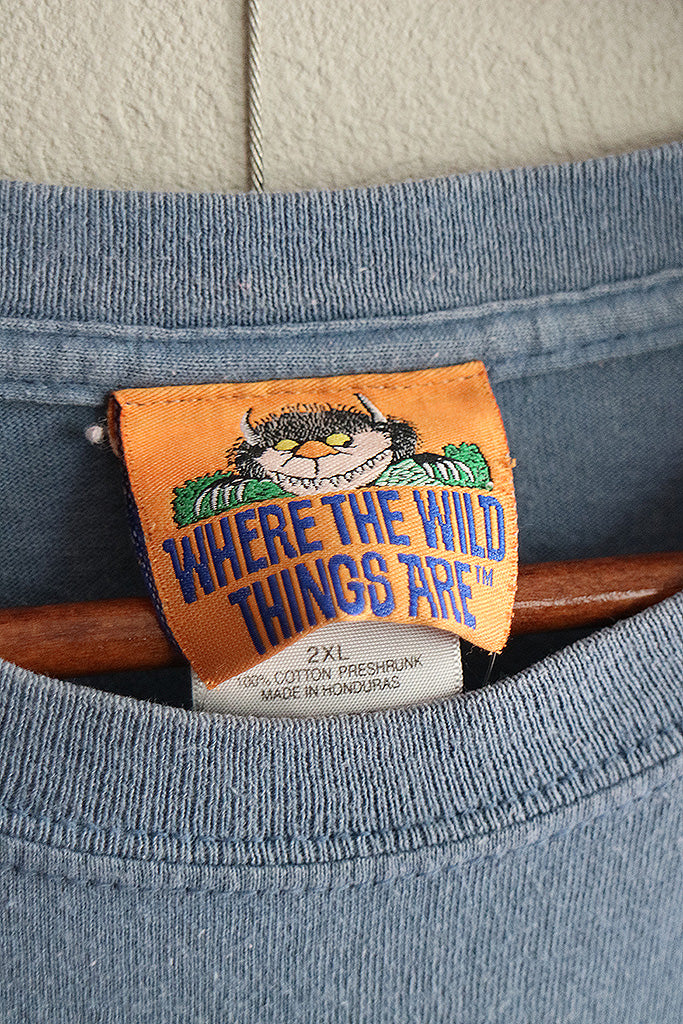 WHERE THE WILD
THINGS ARE™
2XL
100% COTTON PRESHRUNK
MADE IN HONDURAS